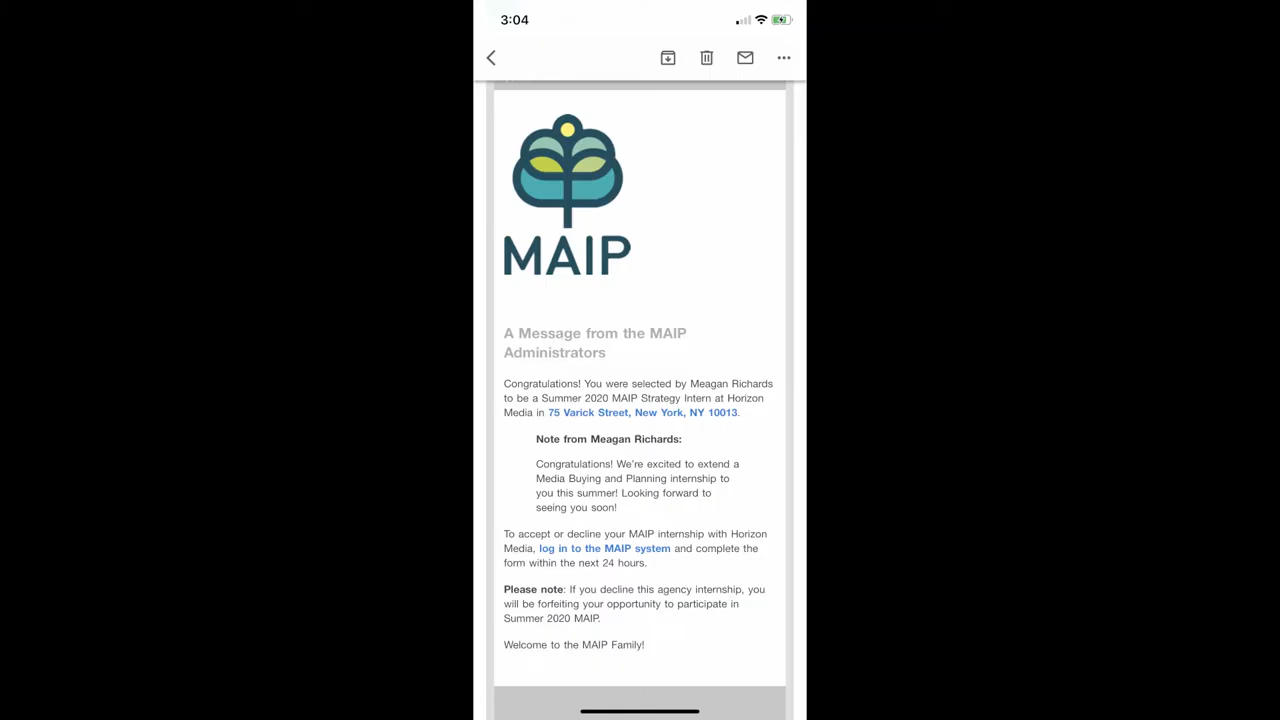 3:04
MAIP
A Message from the MAIP
Administrators
Congratulations! You were selected by Meagan Richards
to be a Summer 2020 MAIP Strategy Intern at Horizon
Media in 75 Varick Street, New York, NY 10013.
Note from Meagan Richards:
Congratulations! We're excited to extend a
Media Buying and Planning internship to
you this summer! Looking forward to
seeing you soon!
To accept or decline your MAIP internship with Horizon
Media, log in to the MAIP system and complete the
form within the next 24 hours.
Please note: If you decline this agency internship, you
will be forfeiting your opportunity to participate in
Summer 2020 MAIP.
Welcome to the MAIP Family!